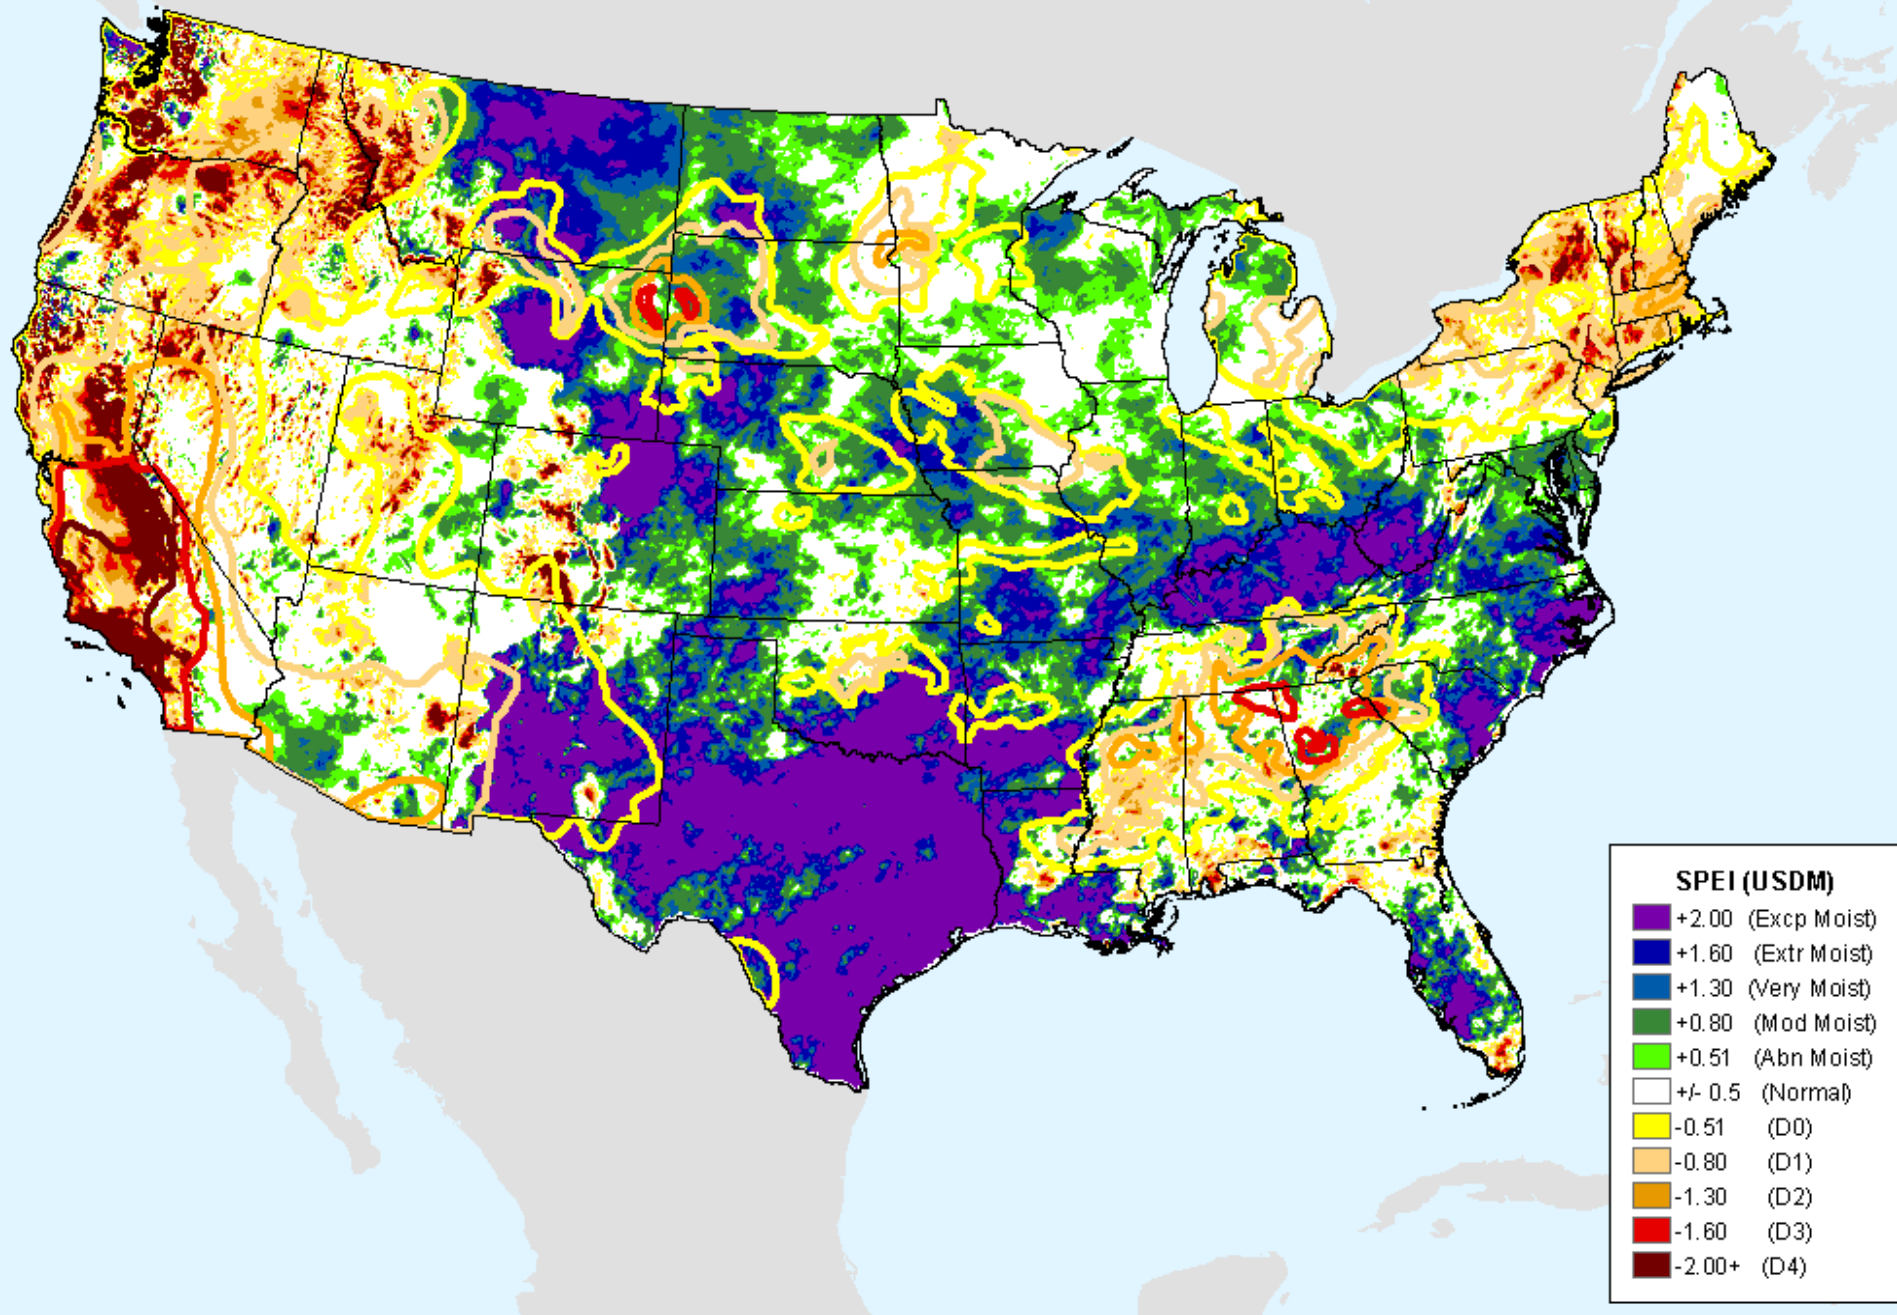 SPEI (USDM)
+2.00 (Excp Moist)
+1.60 (Extr Moist)
+1.30 (Very Moist)
+0.80 (Mod Moist)
+0.51 (Abn Moist)
+/- 0.5 (Normal)
-0.51 (D0)
-0.80 (D1)
-1.30 (D2)
-1.60 (D3)
-2.00+ (D4)